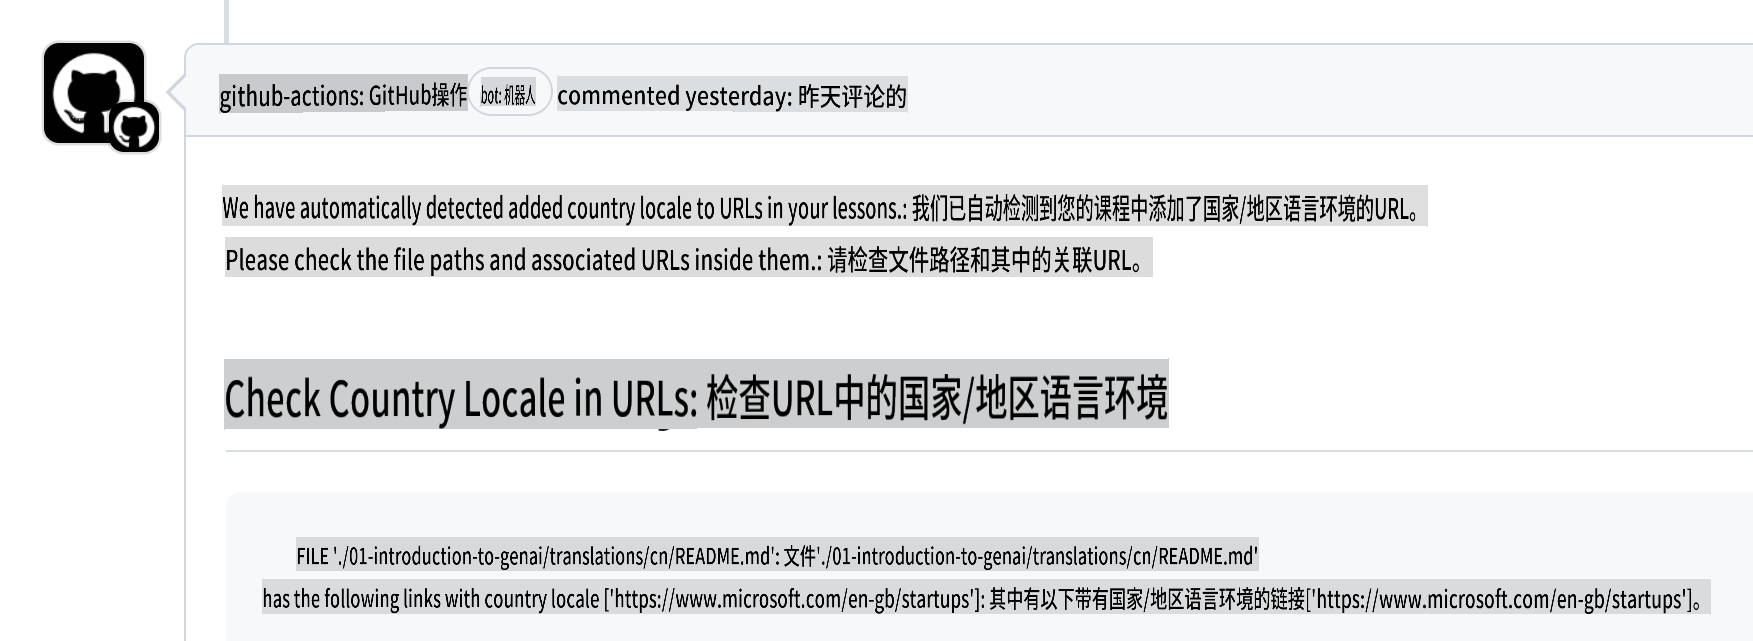 github-actions: GitHub操作 bot: 机器人 commented yesterday: 昨天评论的
We have automatically detected added country locale to URLs in your lessons.: 我们已自动检测到您的课程中添加了国家/地区语言环境的URL。
Please check the file paths and associated URLs inside them.: 请检查文件路径和其中的关联URL。
Check Country Locale in URLs: 检查URL中的国家/地区语言环境
FILE './01-introduction-to-genai/translations/cn/README.md': 文件'./01-introduction-to-genai/translations/cn/README.md'
has the following links with country locale ['https://www.microsoft.com/en-gb/startups']: 其中有以下带有国家/地区语言环境的链接['https://www.microsoft.com/en-gb/startups']。